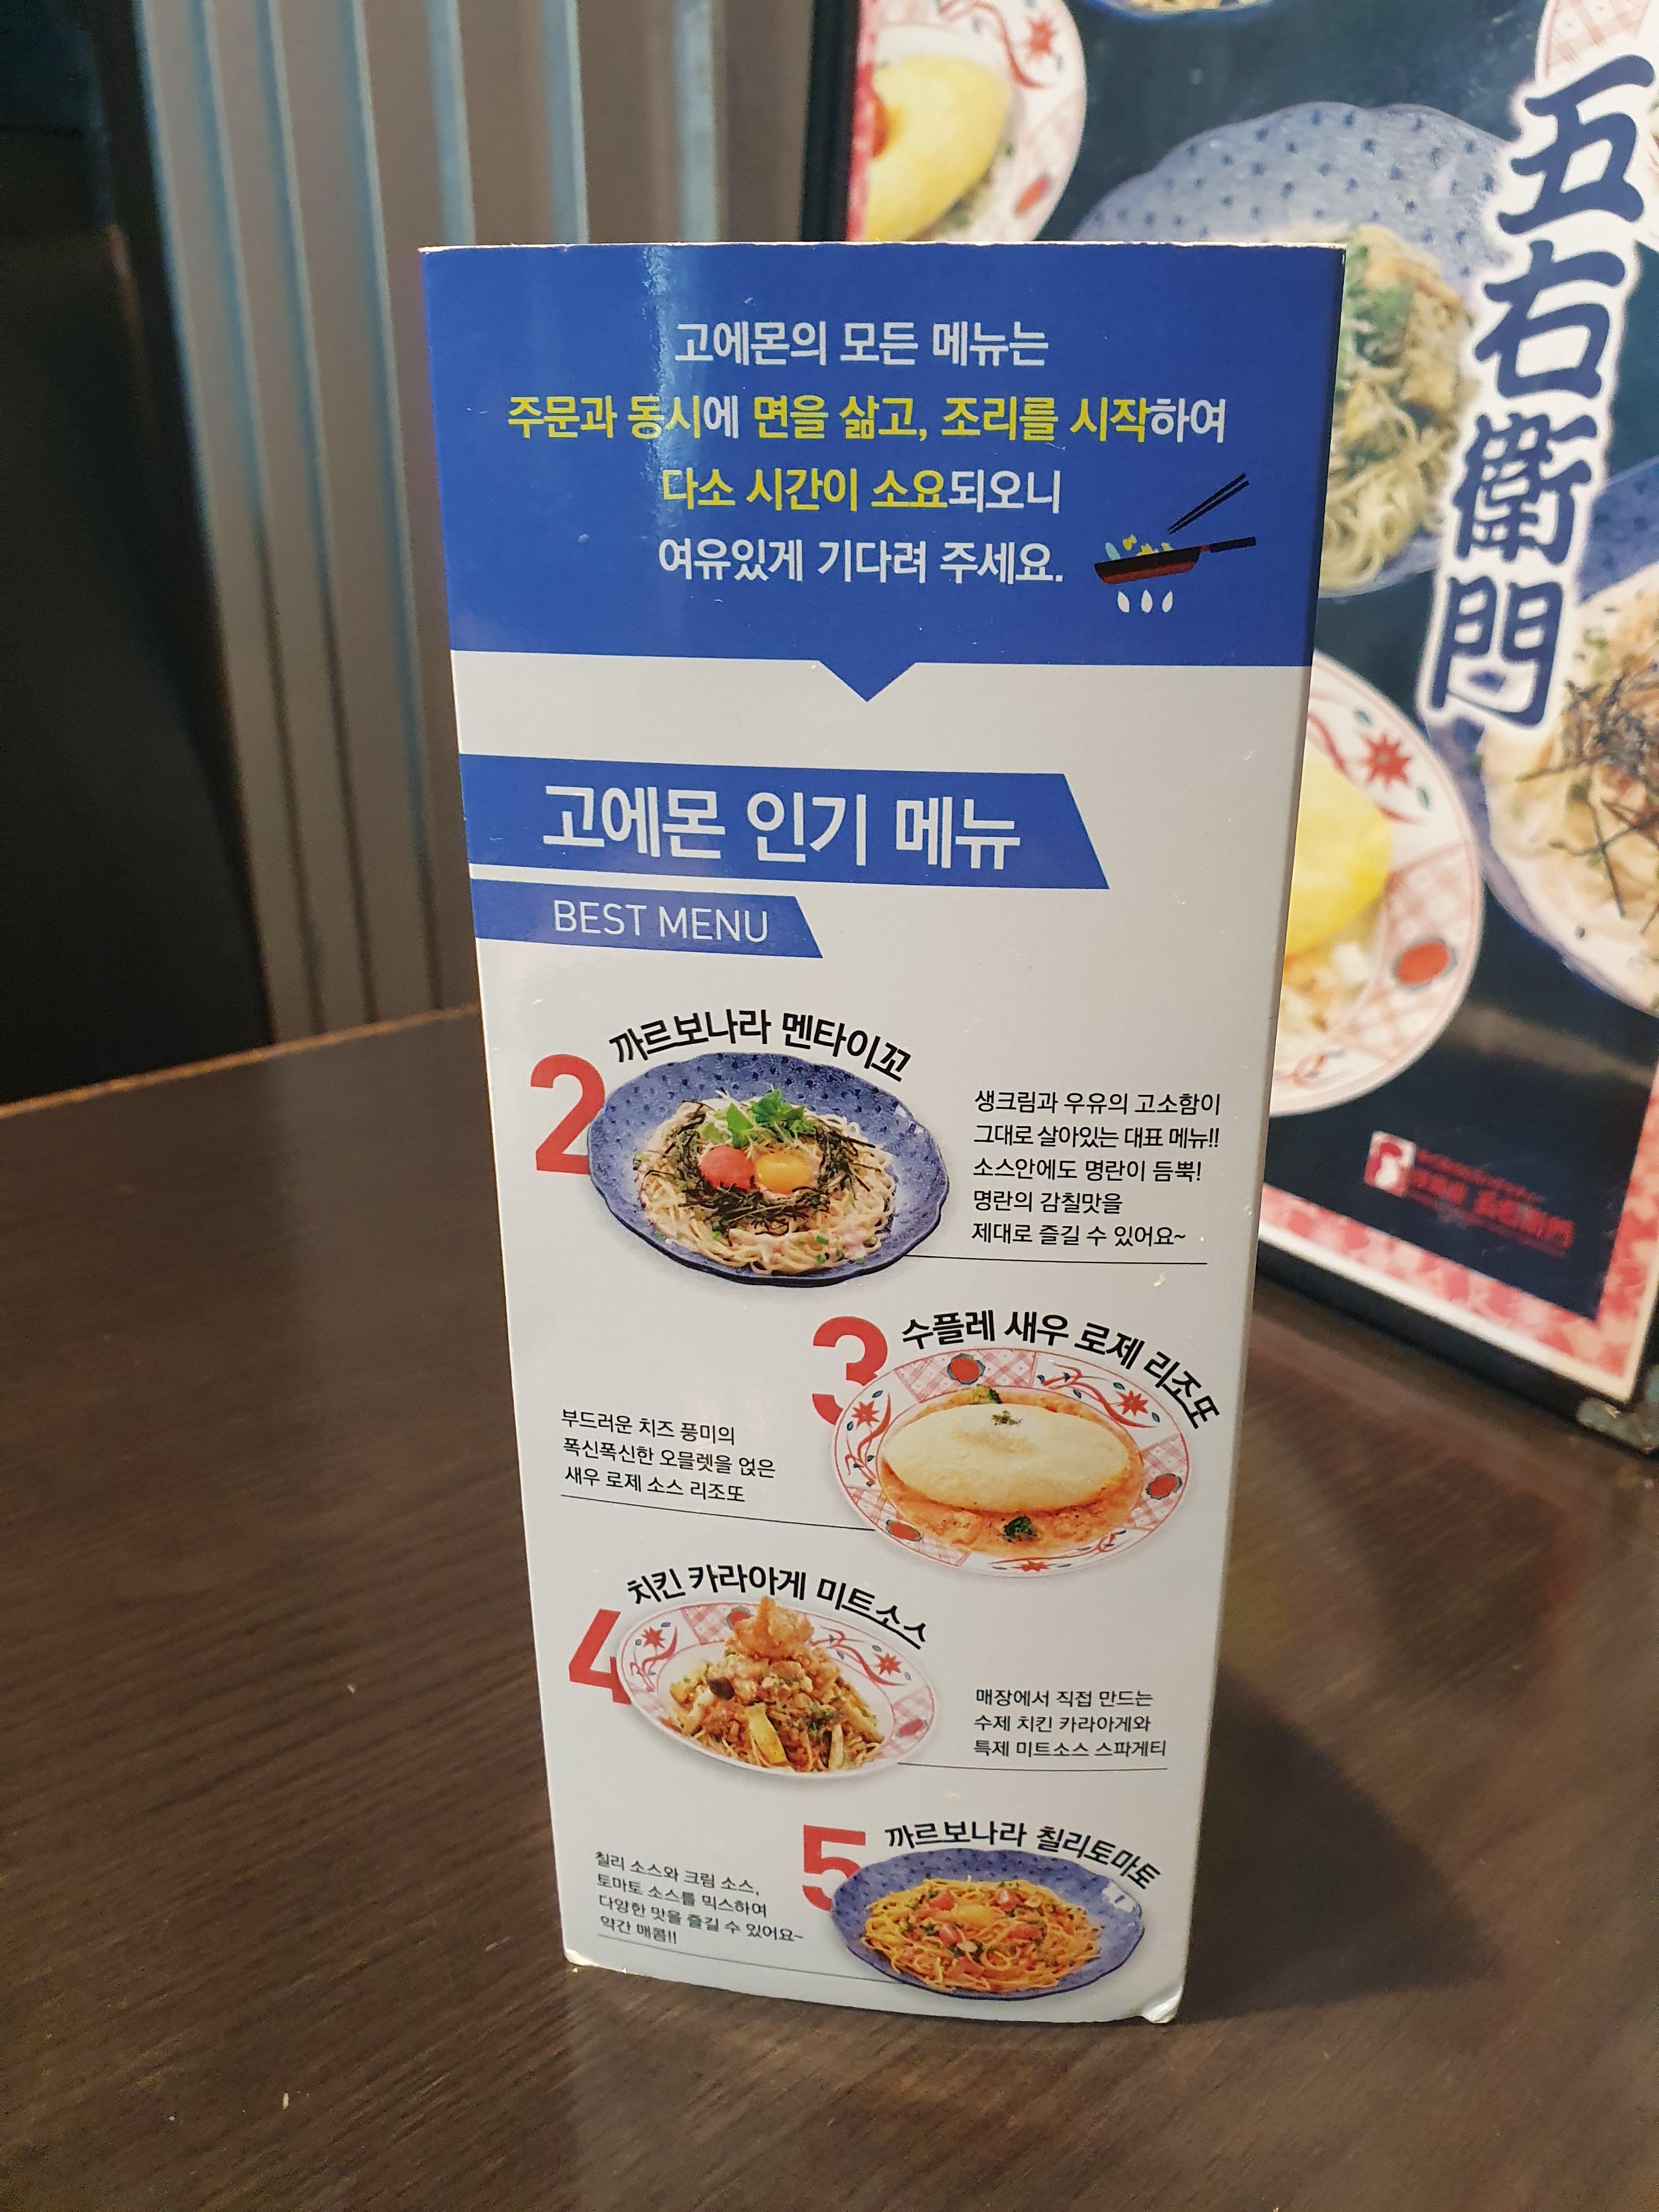 고에몬의 모든 메뉴는
주문과 동시에 면을 삶고, 조리를 시작하여
다소 시간이 소요되오니
여유있게 기다려 주세요.
고에몬 인기 메뉴
BEST MENU
2
까르보나라 멘타이꼬
생크림과 우유의 고소함이
그대로 살아있는 대표 메뉴!!
소스안에도 명란이 듬뿍!
명란의 감칠맛을
제대로 즐길 수 있어요~
3
수플레 새우 로제 리조또
부드러운 치즈 풍미의
폭신폭신한 오믈렛을 얹은
새우 로제 소스 리조또
4
치킨 카라아게 미트소스
매장에서 직접 만드는
수제 치킨 카라아게와
특제 미트소스 스파게티
5
까르보나라 칠리토마토
칠리 소스와 크림 소스,
토마토 소스를 믹스하여
다양한 맛을 즐길 수 있어요~
약간 매콤!!
五右衛門